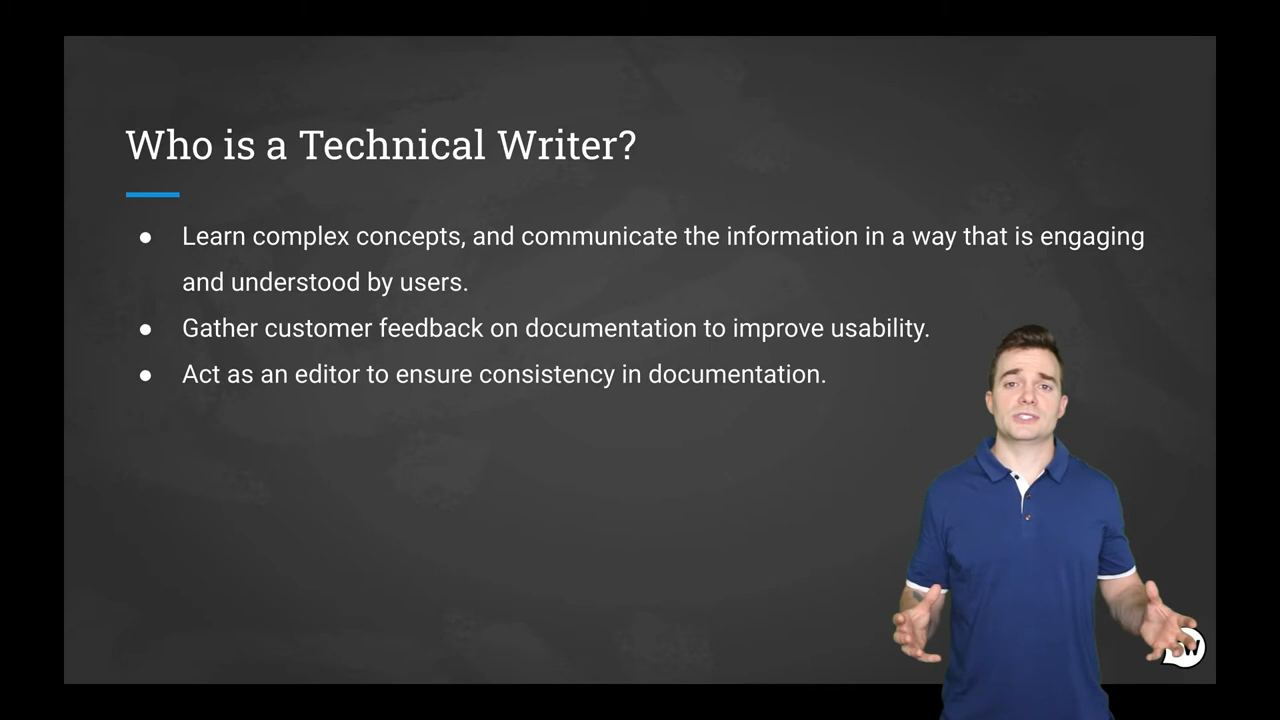 Who is a Technical Writer?
● Learn complex concepts, and communicate the information in a way that is engaging
and understood by users.
● Gather customer feedback on documentation to improve usability.
● Act as an editor to ensure consistency in documentation.